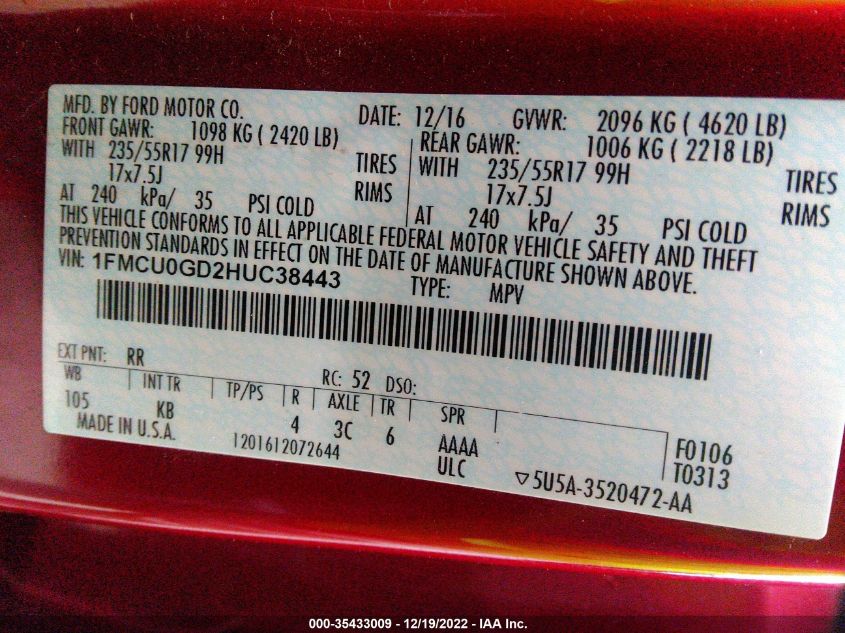 MFD. BY FORD MOTOR CO. DATE: 12/16 GVWR: 2096 KG ( 4620 LB)
FRONT GAWR: 1098 KG ( 2420 LB) REAR GAWR: 1006 KG ( 2218 LB)
WITH 235/55R17 99H TIRES WITH 235/55R17 99H TIRES
17x7.5J RIMS 17x7.5J RIMS
AT 240 kPa/ 35 PSI COLD AT 240 kPa/ 35 PSI COLD
THIS VEHICLE CONFORMS TO ALL APPLICABLE FEDERAL MOTOR VEHICLE SAFETY AND THEFT
PREVENTION STANDARDS IN EFFECT ON THE DATE OF MANUFACTURE SHOWN ABOVE.
VIN: 1FMCU0GD2HUC38443 TYPE: MPV
EXT PNT: RR RC: 52 DSO:
WB INT TR TP/PS R AXLE TR SPR
105 KB 4 3C 6 AAAA F0106
MADE IN U.S.A. 1201612072644 ULC T0313
▽5U5A-3520472-AA
000-35433009 - 12/19/2022 - IAA Inc.